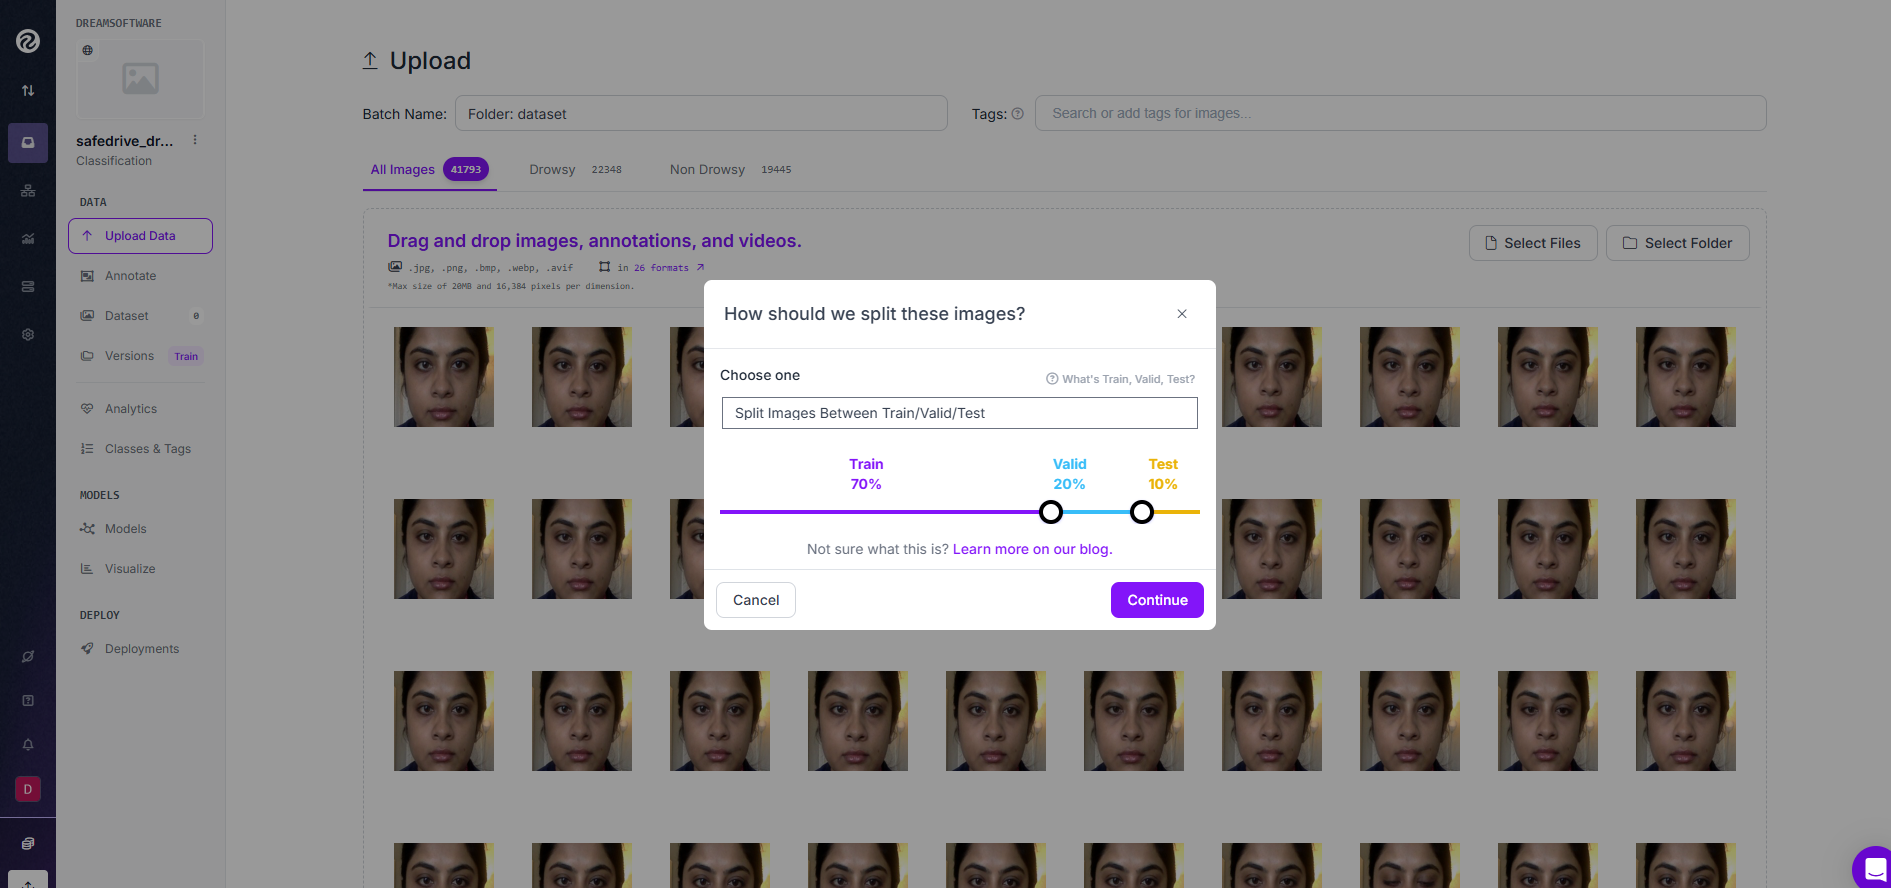 DREAMSOFTWARE
safedrive_dr...
Classification
DATA
Upload Data
Annotate
Dataset 0
Versions Train
Analytics
Classes & Tags
MODELS
Models
Visualize
DEPLOY
Deployments
D
Upload
Batch Name: Folder: dataset Tags: Search or add tags for images...
All Images 41793 Drowsy 22348 Non Drowsy 19445
Drag and drop images, annotations, and videos.
.jpg, .png, .bmp, .webp, .avif in 26 formats
*Max size of 20MB and 16,384 pixels per dimension.
Select Files Select Folder
How should we split these images?
Choose one What's Train, Valid, Test?
Split Images Between Train/Valid/Test
Train Valid Test
70% 20% 10%
Not sure what this is? Learn more on our blog.
Cancel Continue